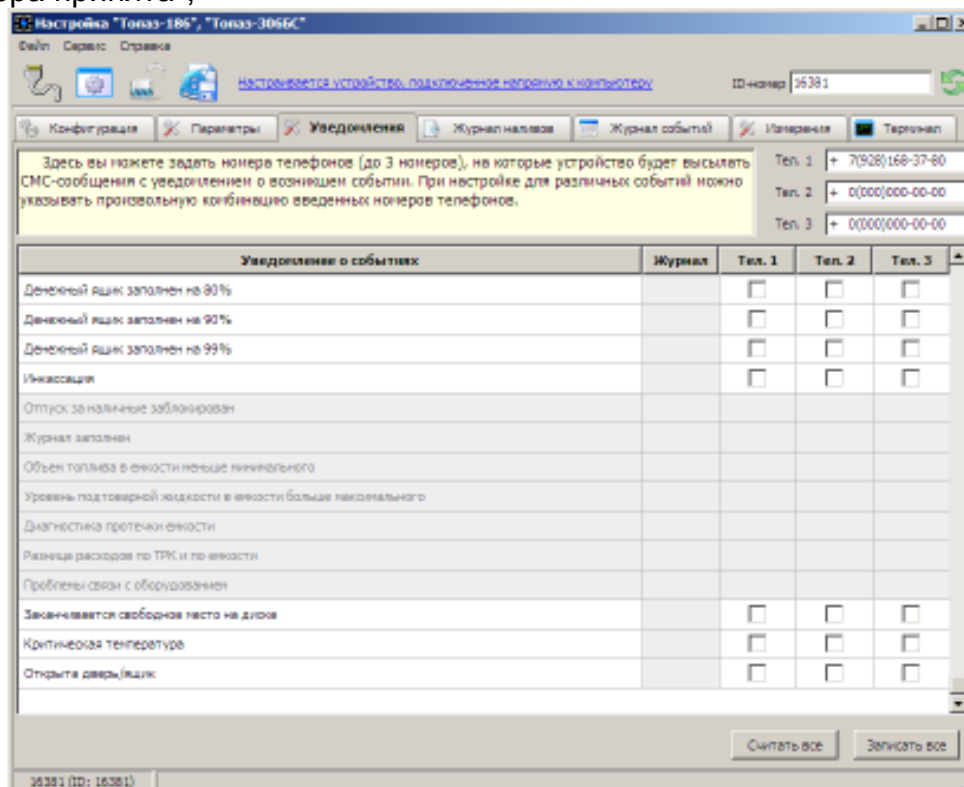 Настройка "Топаз-186", "Топаз-306БС"
Файл Сервис Справка
Настраивается устройство, подключенное напрямую к компьютеру
ID-номер 16381
Конфигурация Параметры Уведомления Журнал наливов Журнал событий Измерения Терминал
Здесь вы можете задать номера телефонов (до 3 номеров), на которые устройство будет высылать
СМС-сообщения с уведомлением о возникшем событии. При настройке для различных событий можно
указывать произвольную комбинацию введенных номеров телефонов.
Тел. 1 + 7(928)168-37-80
Тел. 2 + 0(000)000-00-00
Тел. 3 + 0(000)000-00-00
Уведомление о событиях Журнал Тел. 1 Тел. 2 Тел. 3
Денежный ящик заполнен на 80%
Денежный ящик заполнен на 90%
Денежный ящик заполнен на 99%
Инкассация
Отпуск за наличные заблокирован
Журнал заполнен
Объем топлива в емкости меньше минимального
Уровень подтоварной жидкости в емкости больше максимального
Диагностика протечки емкости
Разница расходов по ТРК и по емкости
Проблемы связи с оборудованием
Заканчивается свободное место на диске
Критическая температура
Открыта дверь/ящик
Считать все Записать все
16381 (ID: 16381)